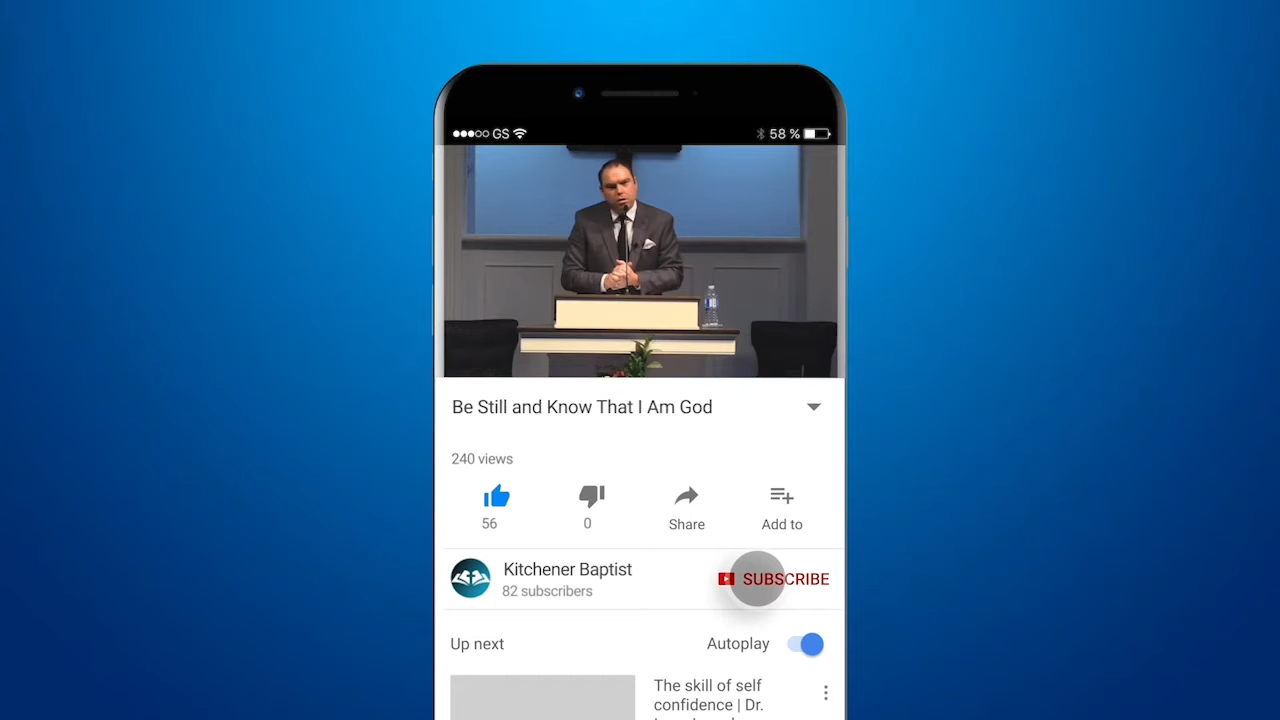 GS
58 %
Be Still and Know That I Am God
240 views
56
0
Share
Add to
Kitchener Baptist
82 subscribers
SUBSCRIBE
Up next
Autoplay
The skill of self
confidence | Dr.